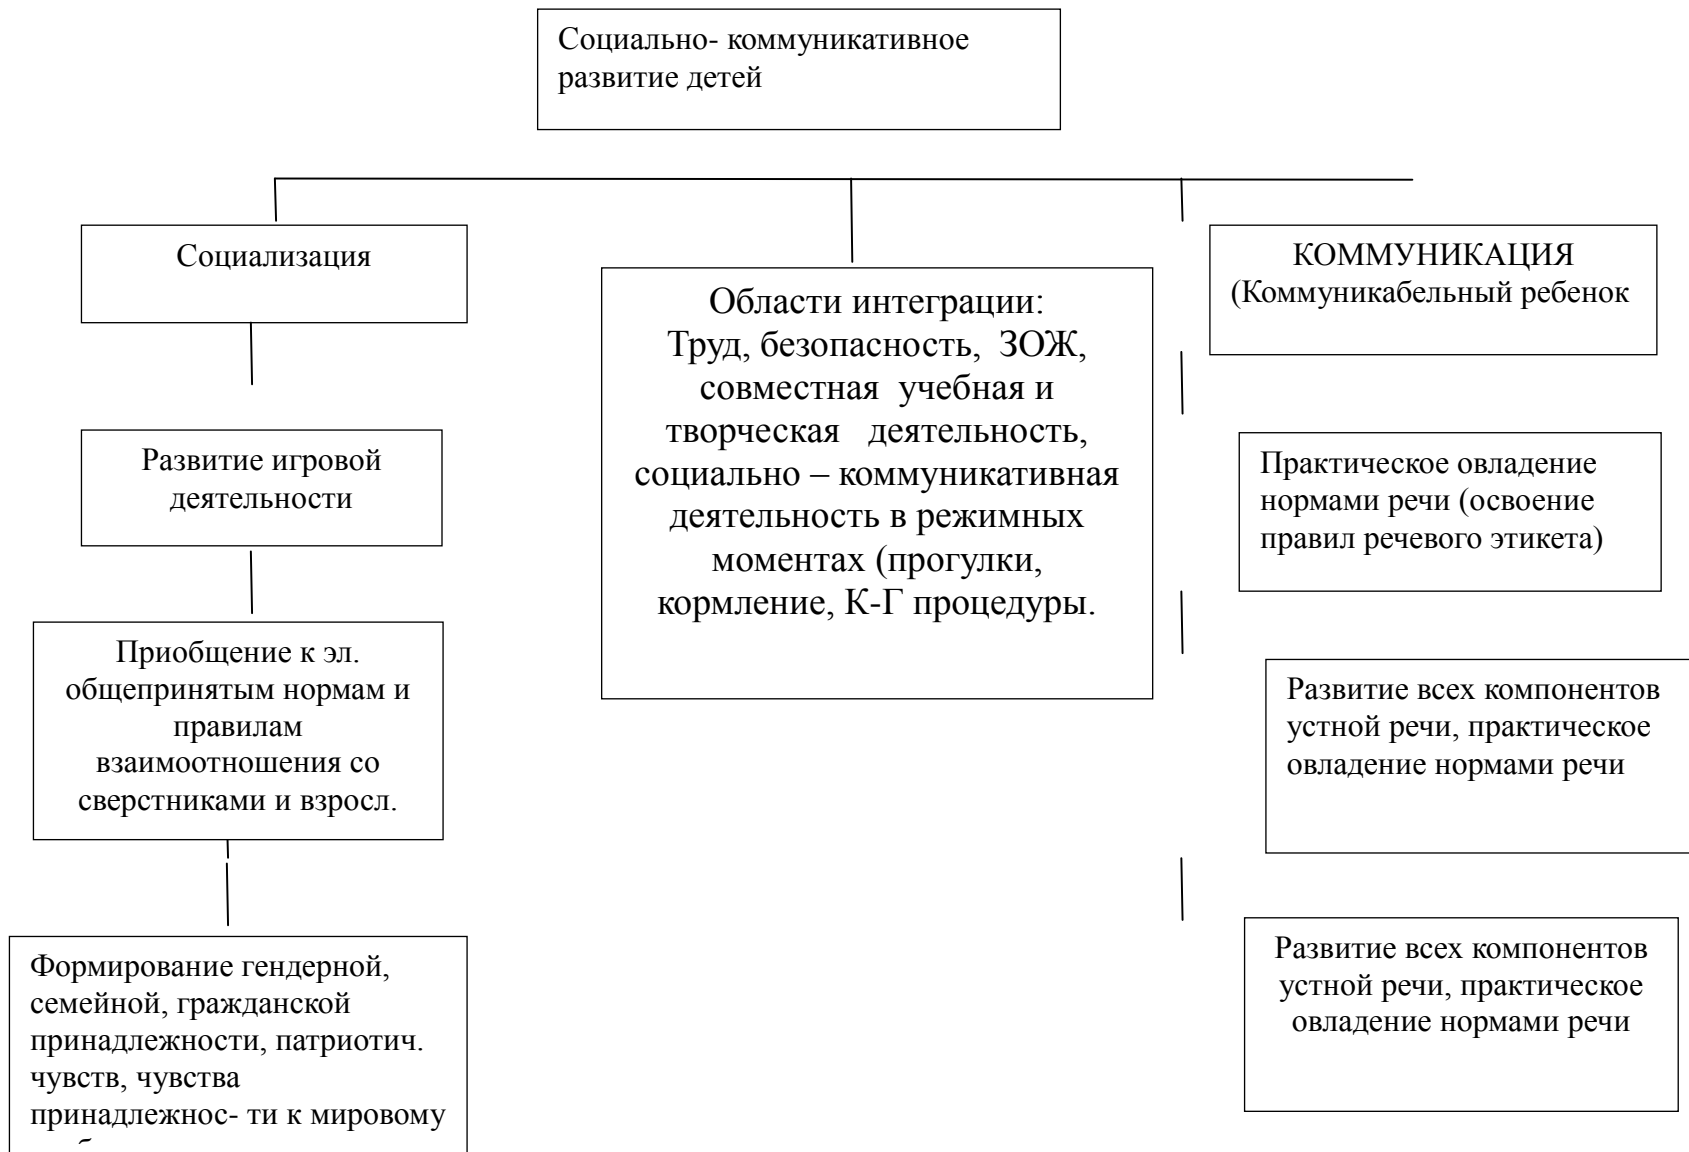 Социально- коммуникативное
развитие детей
Социализация
Развитие игровой
деятельности
Приобщение к эл.
общепринятым нормам и
правилам
взаимоотношения со
сверстниками и взросл.
Формирование гендерной,
семейной, гражданской
принадлежности, патриотич.
чувств, чувства
принадлежнос- ти к мировому
Области интеграции:
Труд, безопасность, ЗОЖ,
совместная учебная и
творческая деятельность,
социально – коммуникативная
деятельность в режимных
моментах (прогулки,
кормление, К-Г процедуры.
КОММУНИКАЦИЯ
(Коммуникабельный ребенок
Практическое овладение
нормами речи (освоение
правил речевого этикета)
Развитие всех компонентов
устной речи, практическое
овладение нормами речи
Развитие всех компонентов
устной речи, практическое
овладение нормами речи